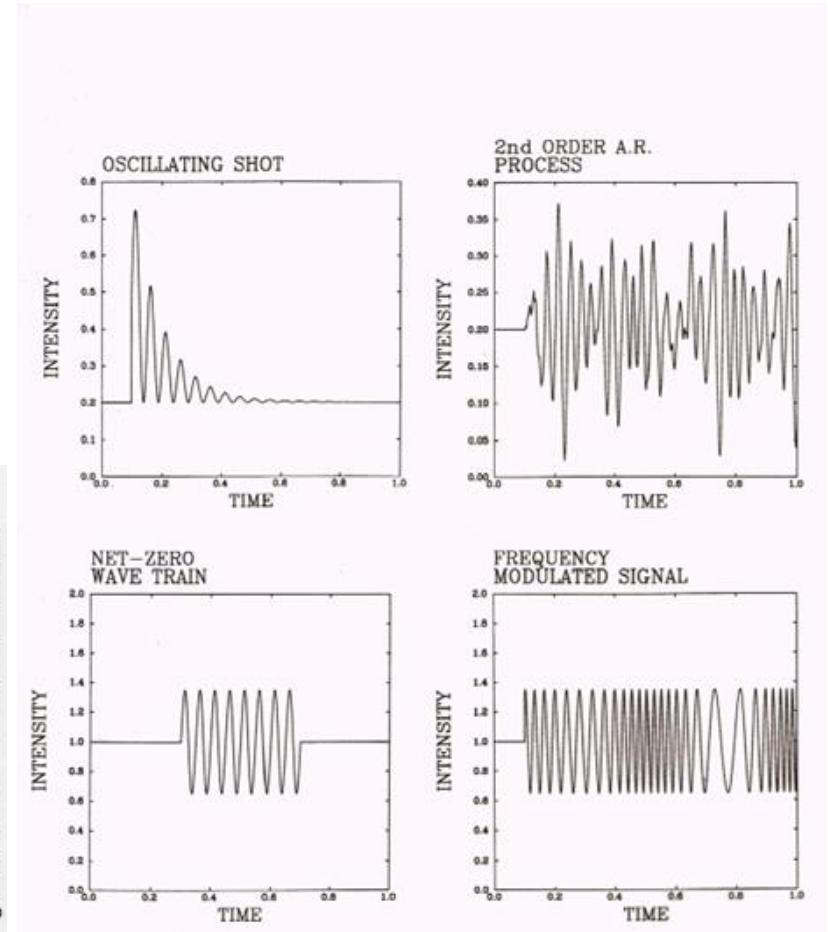 OSCILLATING SHOT
0.8
0.7
0.6
0.5
0.4
0.3
0.2
0.1
0.0
INTENSITY
0.0 0.2 0.4 0.6 0.8 1.0
TIME
2nd ORDER A.R.
PROCESS
0.40
0.35
0.30
0.25
0.20
0.15
0.10
0.05
0.00
INTENSITY
0.0 0.2 0.4 0.6 0.8 1.0
TIME
NET-ZERO
WAVE TRAIN
2.0
1.8
1.6
1.4
1.2
1.0
0.8
0.6
0.4
0.2
0.0
INTENSITY
0.0 0.2 0.4 0.6 0.8 1.0
TIME
FREQUENCY
MODULATED SIGNAL
2.0
1.8
1.6
1.4
1.2
1.0
0.8
0.6
0.4
0.2
0.0
INTENSITY
0.0 0.2 0.4 0.6 0.8 1.0
TIME